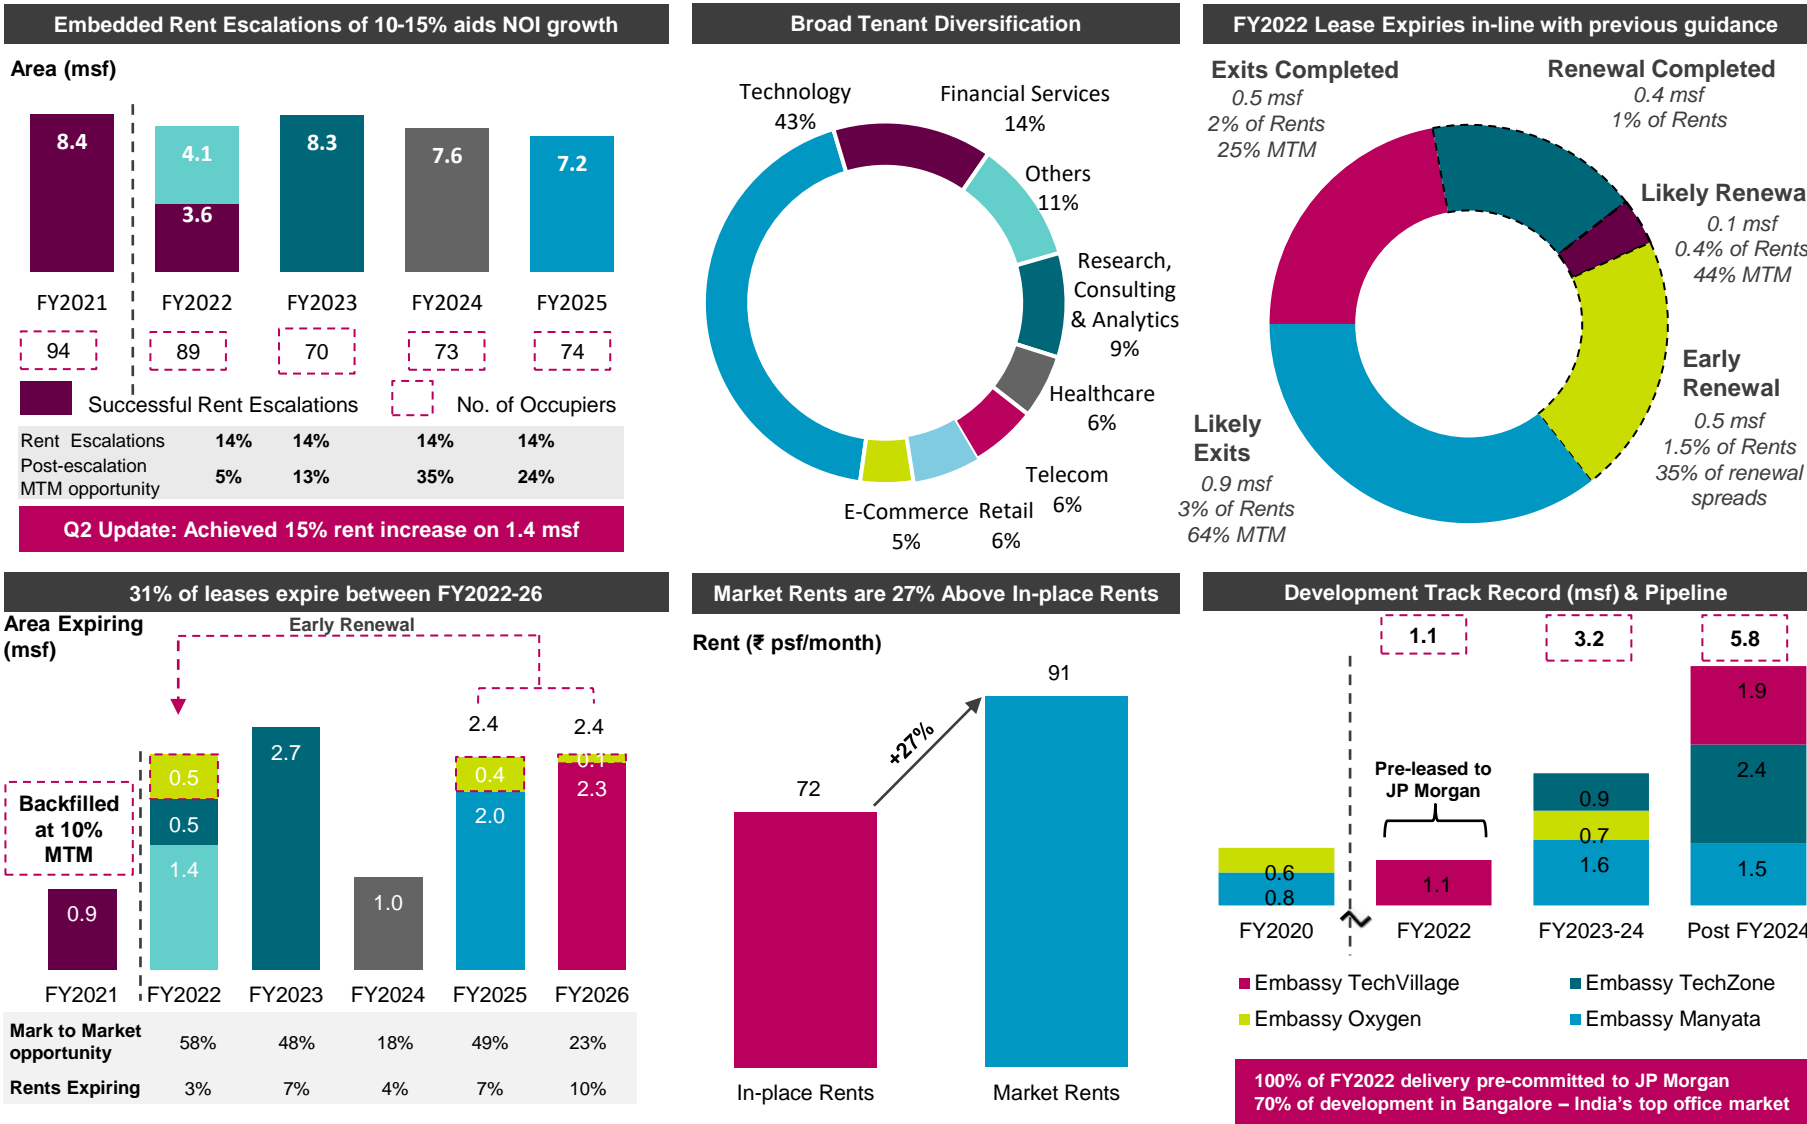 Embedded Rent Escalations of 10-15% aids NOI growth
Area (msf)
8.4
4.1
3.6
8.3
7.6
7.2
FY2021 FY2022 FY2023 FY2024 FY2025
94 89 70 73 74
Successful Rent Escalations No. of Occupiers
Rent Escalations 14% 14% 14% 14%
Post-escalation
MTM opportunity 5% 13% 35% 24%
Q2 Update: Achieved 15% rent increase on 1.4 msf
Broad Tenant Diversification
Technology
43%
Financial Services
14%
Others
11%
Research,
Consulting
& Analytics
9%
Healthcare
6%
Telecom
6%
Retail
6%
E-Commerce
5%
FY2022 Lease Expiries in-line with previous guidance
Exits Completed
0.5 msf
2% of Rents
25% MTM
Renewal Completed
0.4 msf
1% of Rents
Likely Renewa
0.1 msf
0.4% of Rents
44% MTM
Early
Renewal
0.5 msf
1.5% of Rents
35% of renewal
spreads
Likely
Exits
0.9 msf
3% of Rents
64% MTM
31% of leases expire between FY2022-26
Area Expiring
(msf)
Early Renewal
Backfilled
at 10%
MTM
0.9
0.5
0.5
1.4
2.7
1.0
2.4
0.4
2.0
2.4
0.1
2.3
FY2021 FY2022 FY2023 FY2024 FY2025 FY2026
Mark to Market
opportunity 58% 48% 18% 49% 23%
Rents Expiring 3% 7% 4% 7% 10%
Market Rents are 27% Above In-place Rents
Rent (₹ psf/month)
72
+27%
91
In-place Rents Market Rents
Development Track Record (msf) & Pipeline
1.1 3.2 5.8
Pre-leased to
JP Morgan
0.6
0.8
1.1
0.9
0.7
1.6
1.9
2.4
1.5
FY2020 FY2022 FY2023-24 Post FY2024
Embassy TechVillage Embassy TechZone
Embassy Oxygen Embassy Manyata
100% of FY2022 delivery pre-committed to JP Morgan
70% of development in Bangalore – India's top office market